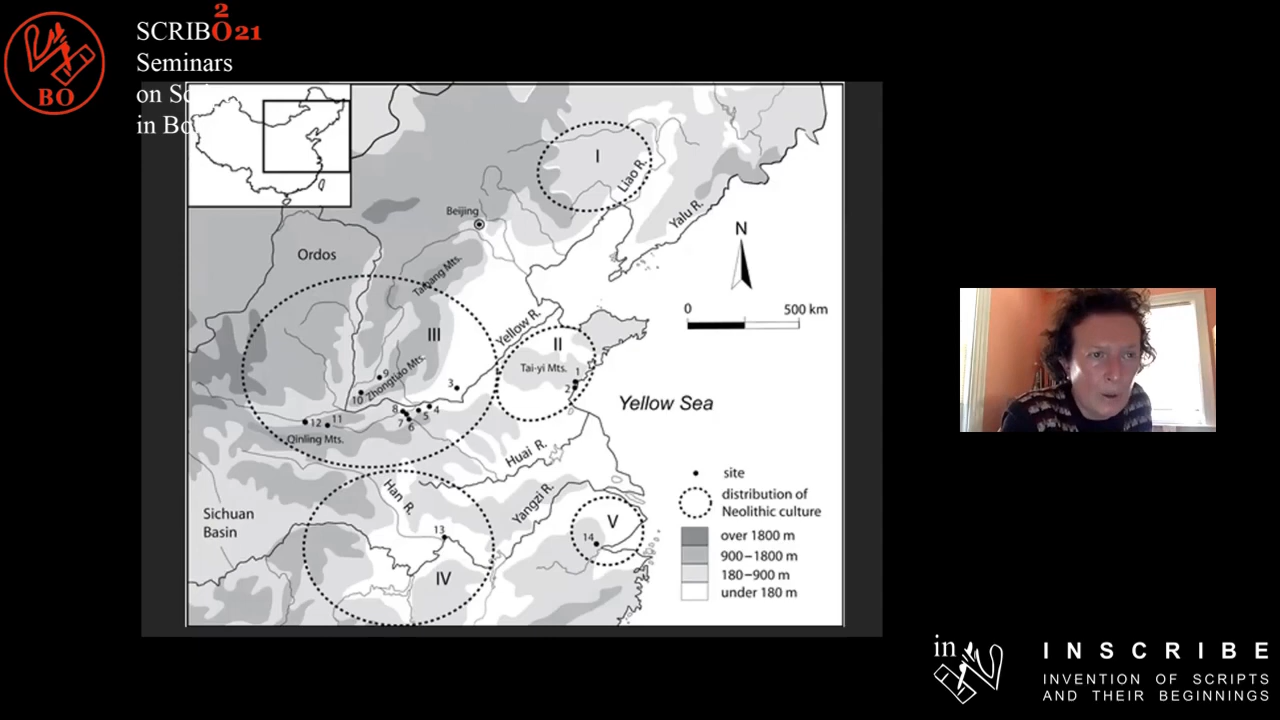 SCRIBO
2
21
Seminars
on Sc
in Bo
BO
I
Liao R.
Yalu R.
Beijing
N
Ordos
Taihang Mts.
0 500 km
III
Yellow R.
II
Tai-yi Mts.
1
2
9
Zhongtiao Mts.
10
3
8
4
5
7
6
12
11
Qinling Mts.
Yellow Sea
Huai R.
site
distribution of
Neolithic culture
Han R.
Yangzi R.
Sichuan
Basin
V
14
13
IV
over 1800 m
900–1800 m
180–900 m
under 180 m
in
INSCRIBE
INVENTION OF SCRIPTS
AND THEIR BEGINNINGS